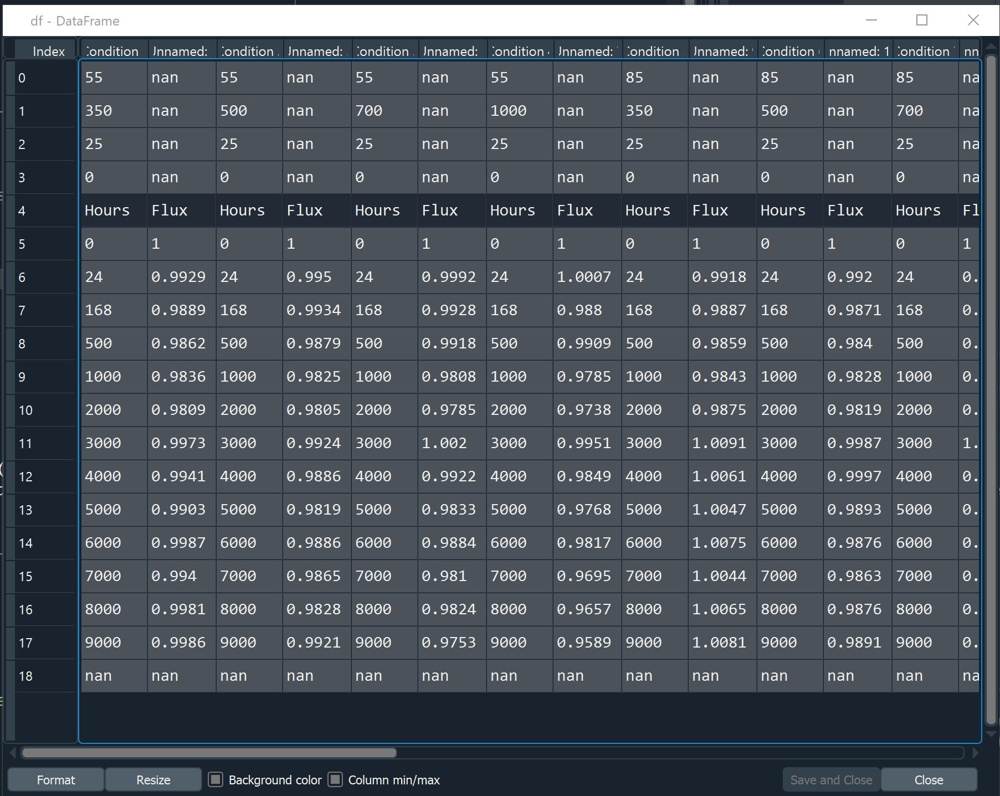 df - DataFrame
Index Condition Unnamed: Condition Unnamed: Condition Unnamed: Condition 4 Unnamed: Condition Unnamed: Condition Unnamed: 1 Condition
0 55 nan 55 nan 55 nan 55 nan 85 nan 85 nan 85 na
1 350 nan 500 nan 700 nan 1000 nan 350 nan 500 nan 700 na
2 25 nan 25 nan 25 nan 25 nan 25 nan 25 nan 25 na
3 0 nan 0 nan 0 nan 0 nan 0 nan 0 nan 0 na
4 Hours Flux Hours Flux Hours Flux Hours Flux Hours Flux Hours Flux Hours Fl
5 0 1 0 1 0 1 0 1 0 1 0 1 0 1
6 24 0.9929 24 0.995 24 0.9992 24 1.0007 24 0.9918 24 0.992 24 0.
7 168 0.9889 168 0.9934 168 0.9928 168 0.988 168 0.9887 168 0.9871 168 0.
8 500 0.9862 500 0.9879 500 0.9918 500 0.9909 500 0.9859 500 0.984 500 0.
9 1000 0.9836 1000 0.9825 1000 0.9808 1000 0.9785 1000 0.9843 1000 0.9828 1000 0.
10 2000 0.9809 2000 0.9805 2000 0.9785 2000 0.9738 2000 0.9875 2000 0.9819 2000 0.
11 3000 0.9973 3000 0.9924 3000 1.002 3000 0.9951 3000 1.0091 3000 0.9987 3000 1.
12 4000 0.9941 4000 0.9886 4000 0.9922 4000 0.9849 4000 1.0061 4000 0.9997 4000 0.
13 5000 0.9903 5000 0.9819 5000 0.9833 5000 0.9768 5000 1.0047 5000 0.9893 5000 0.
14 6000 0.9987 6000 0.9886 6000 0.9884 6000 0.9817 6000 1.0075 6000 0.9876 6000 0.
15 7000 0.994 7000 0.9865 7000 0.981 7000 0.9695 7000 1.0044 7000 0.9863 7000 0.
16 8000 0.9981 8000 0.9828 8000 0.9824 8000 0.9657 8000 1.0065 8000 0.9876 8000 0.
17 9000 0.9986 9000 0.9921 9000 0.9753 9000 0.9589 9000 1.0081 9000 0.9891 9000 0.
18 nan nan nan nan nan nan nan nan nan nan nan nan nan na
Format Resize Background color Column min/max Save and Close Close